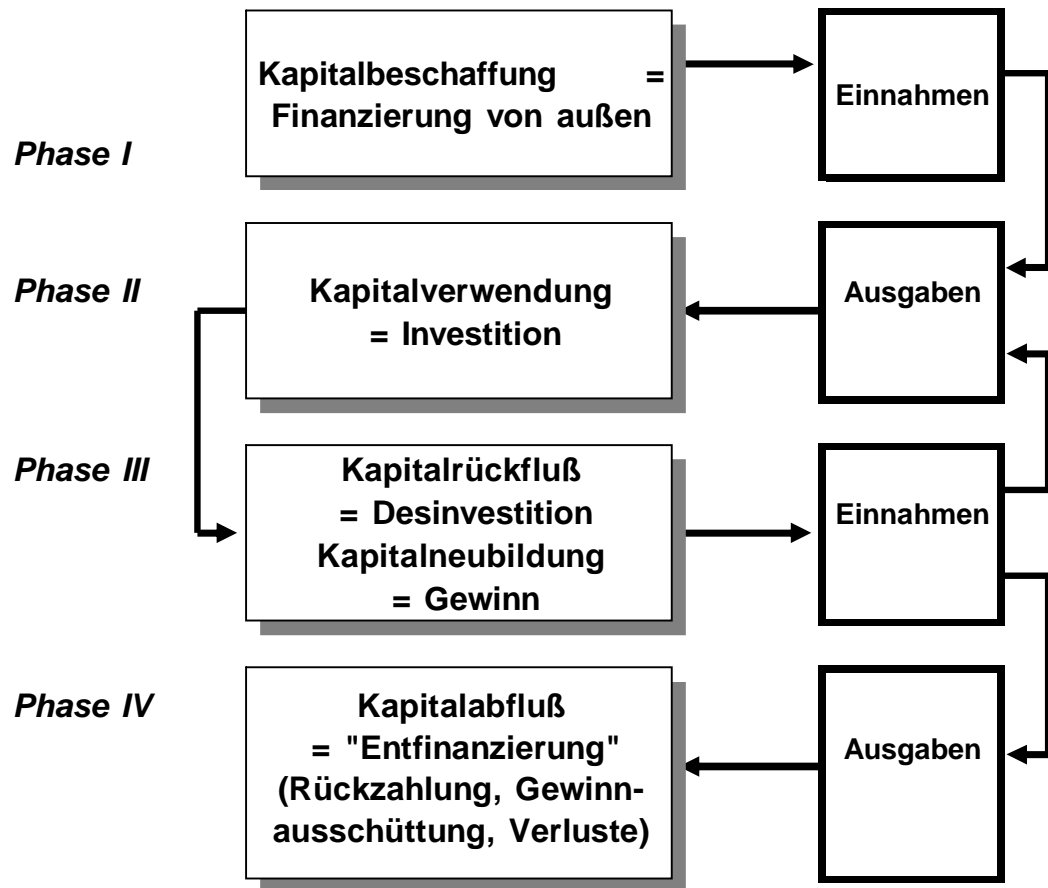 Kapitalbeschaffung =
Finanzierung von außen
Einnahmen
Phase I
Phase II
Kapitalverwendung
= Investition
Ausgaben
Phase III
Kapitalrückfluß
= Desinvestition
Kapitalneubildung
= Gewinn
Einnahmen
Phase IV
Kapitalabfluß
= "Entfinanzierung"
(Rückzahlung, Gewinn-
ausschüttung, Verluste)
Ausgaben